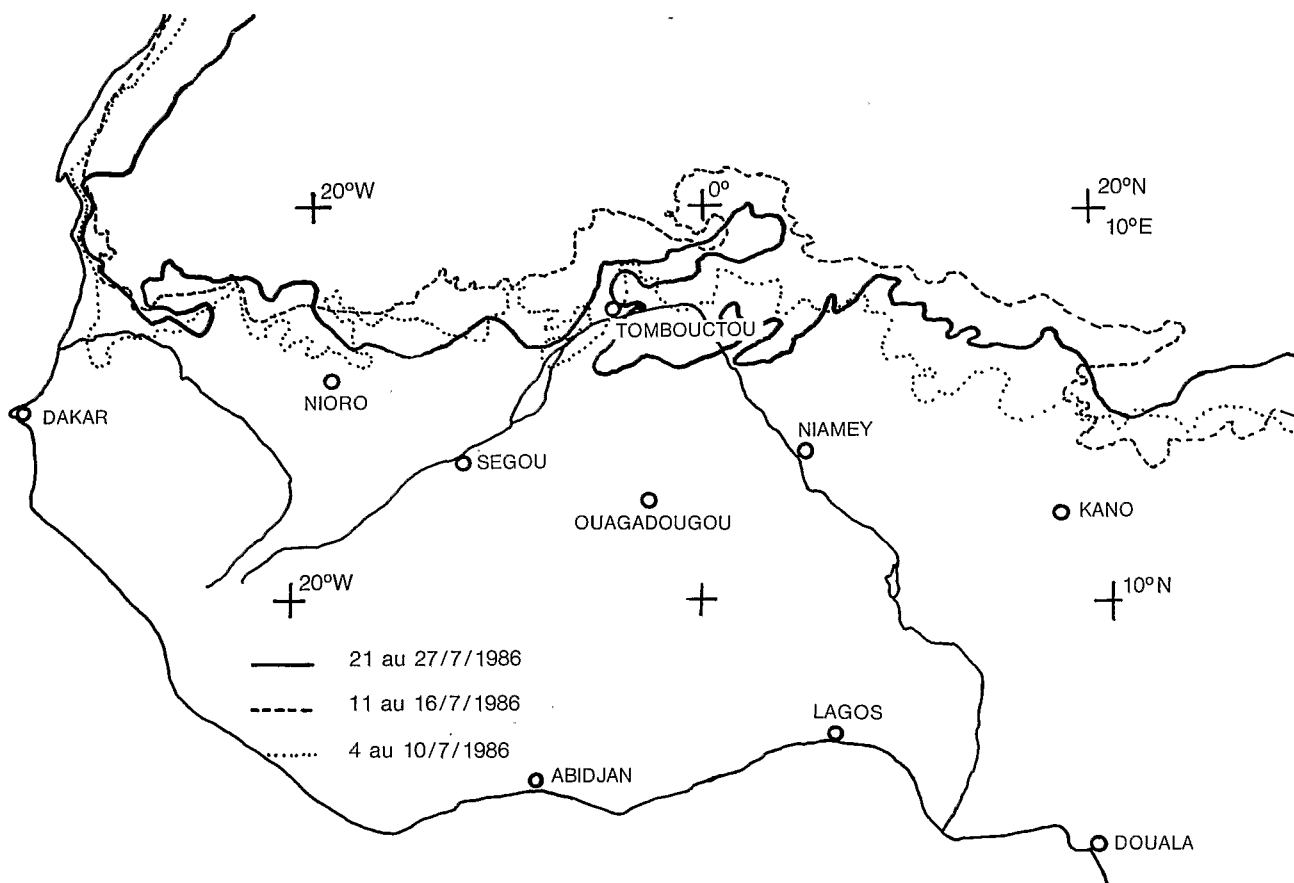 20°W
0°
20°N
10°E
TOMBOUCTOU
NIORO
DAKAR
NIAMEY
SEGOU
OUAGADOUGOU
KANO
20°W
10°N
21 au 27/7/1986
11 au 16/7/1986
4 au 10/7/1986
LAGOS
ABIDJAN
DOUALA